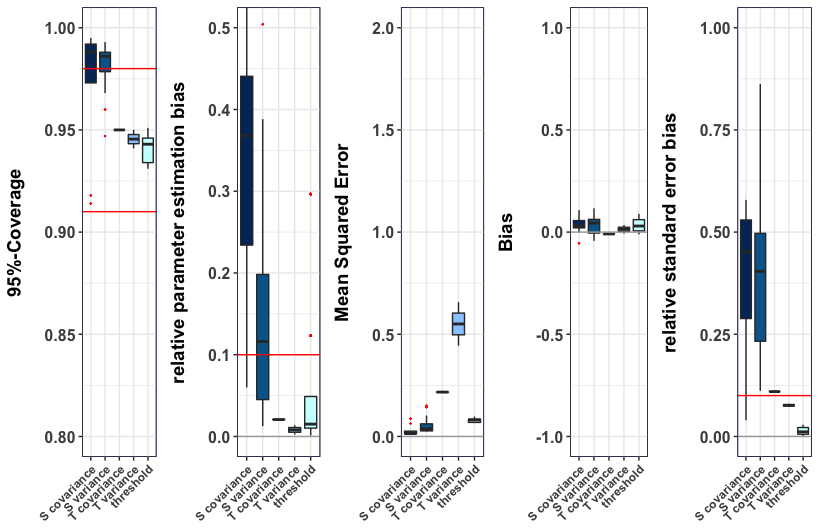 95%-Coverage
1.00
0.95
0.90
0.85
0.80
S covariance
S variance
T covariance
T variance
threshold
relative parameter estimation bias
0.5
0.4
0.3
0.2
0.1
0.0
S covariance
S variance
T covariance
T variance
threshold
Mean Squared Error
2.0
1.5
1.0
0.5
0.0
S covariance
S variance
T covariance
T variance
threshold
Bias
1.0
0.5
0.0
-0.5
-1.0
S covariance
S variance
T covariance
T variance
threshold
relative standard error bias
1.00
0.75
0.50
0.25
0.00
S covariance
S variance
T covariance
T variance
threshold